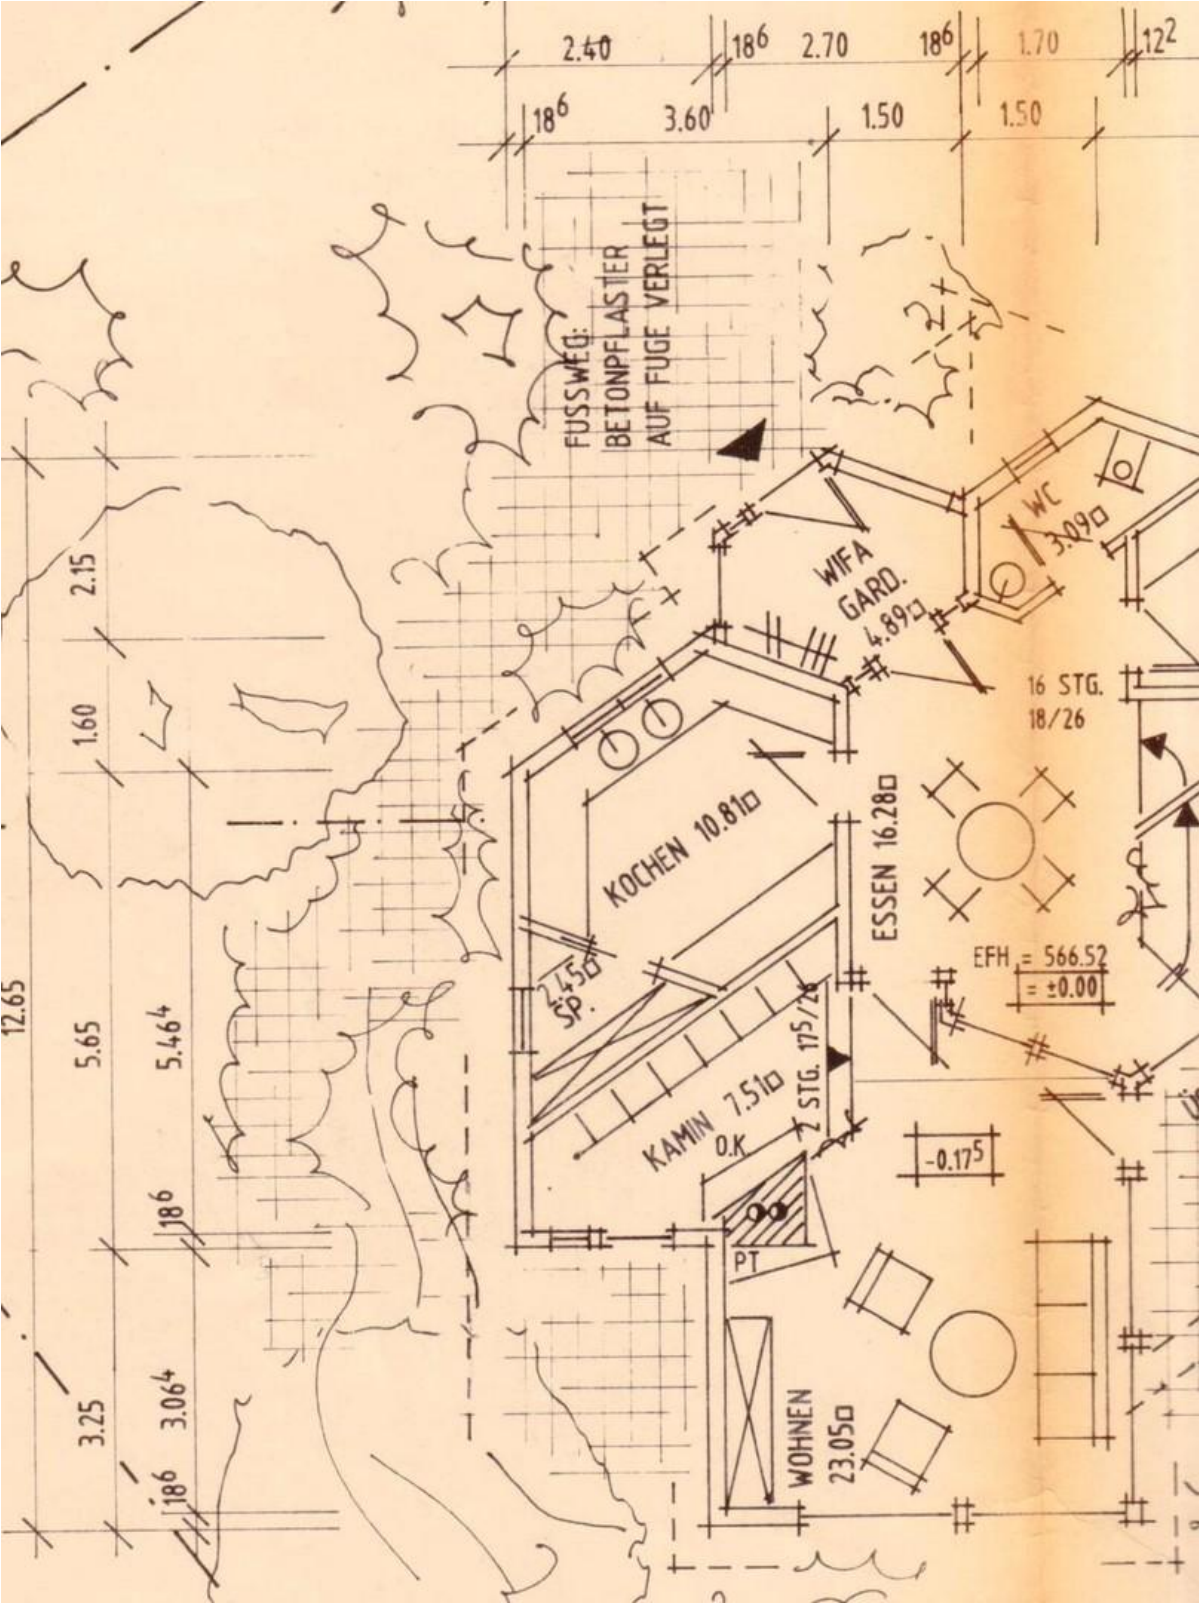 2.40
18⁶
2.70
18⁶
1.70
12²
18⁶
3.60
1.50
1.50
FUSSWEG:
BETONPFLASTER
AUF FUGE VERLEGT
WC
3.09□
WIFA
GARD.
4.89□
16 STG.
18/26
2.15
1.60
KOCHEN 10.81□
ESSEN 16.28□
EFH = 566.52
= ±0.00
2.45□
SP.
12.65
5.65
5.46⁴
2 STG. 17⁵/26
KAMIN 7.51□
O.K
-0.17⁵
18⁶
PT
WOHNEN
23.05□
3.25
3.06⁴
18⁶